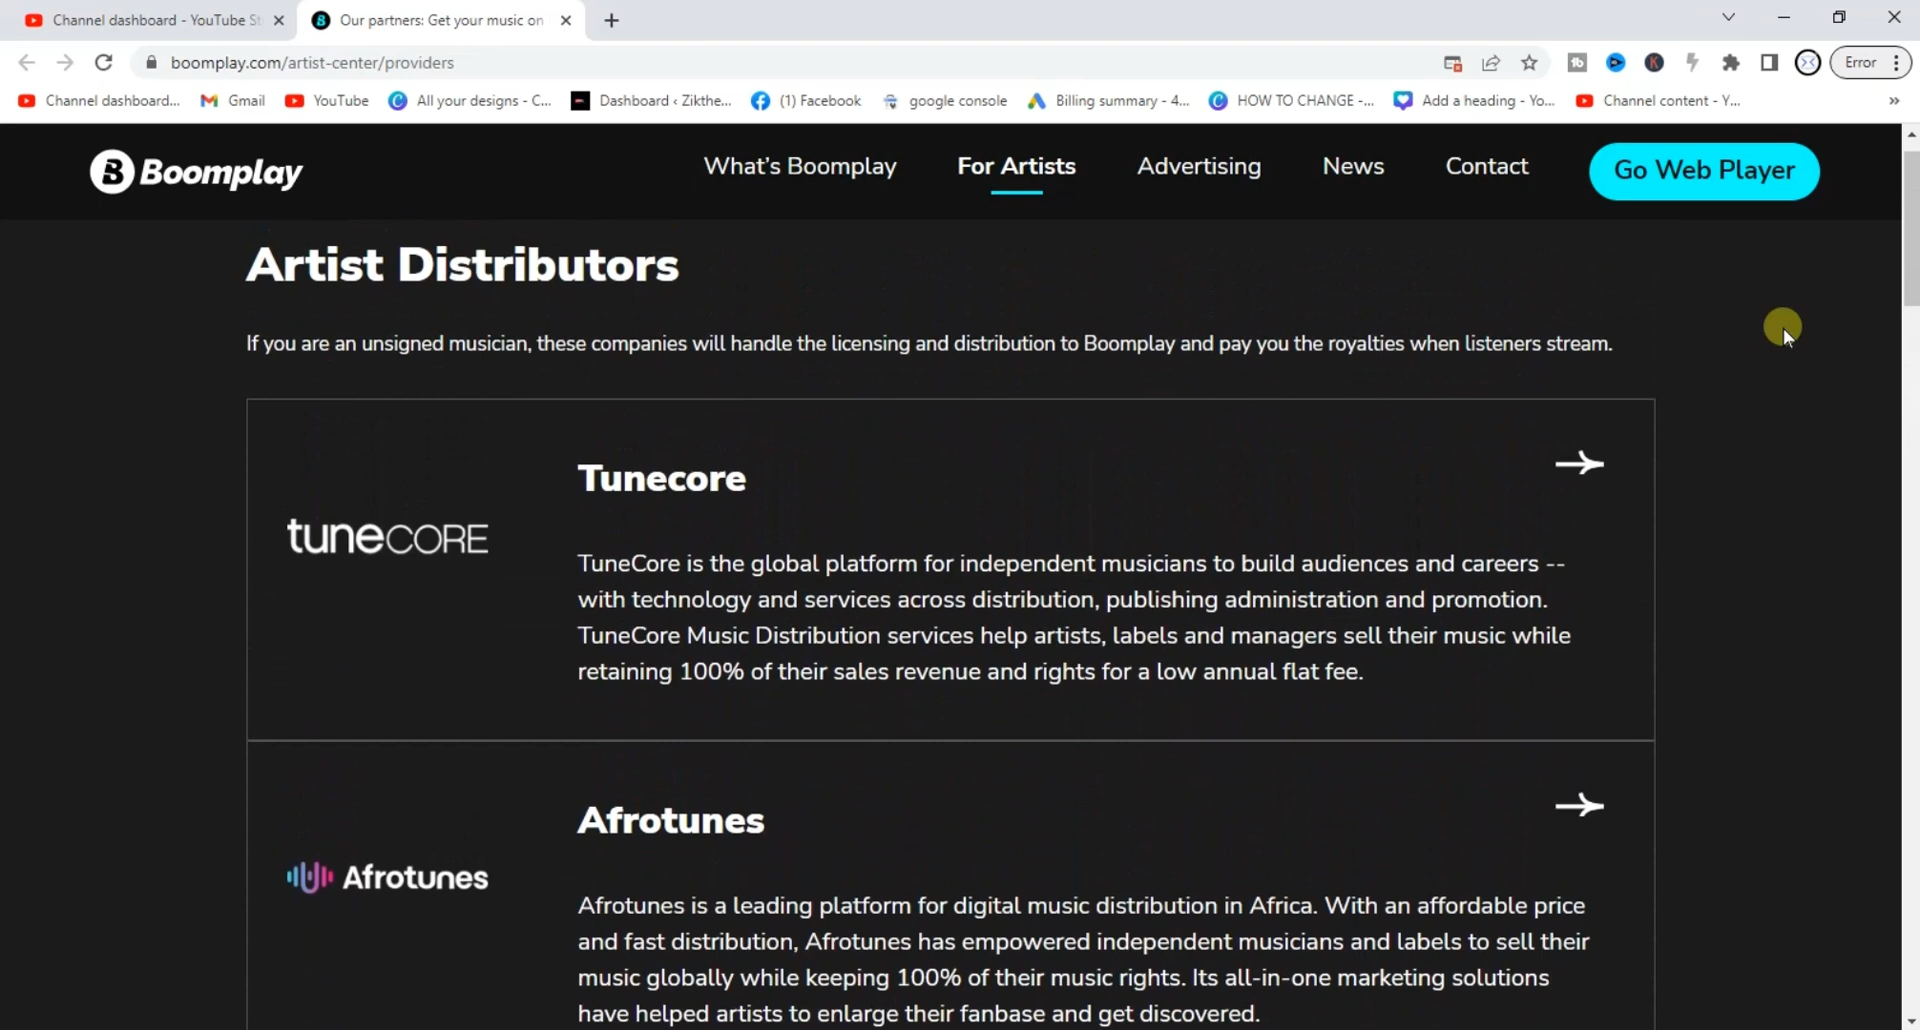 Channel dashboard - YouTube St
Our partners: Get your music on
boomplay.com/artist-center/providers
Error
Channel dashboard...
Gmail
YouTube
All your designs - C...
Dashboard ‹ Zikthe...
(1) Facebook
google console
Billing summary - 4...
HOW TO CHANGE -...
Add a heading - Yo...
Channel content - Y...
»
Boomplay
What's Boomplay
For Artists
Advertising
News
Contact
Go Web Player
Artist Distributors
If you are an unsigned musician, these companies will handle the licensing and distribution to Boomplay and pay you the royalties when listeners stream.
Tunecore
tuneCORE
TuneCore is the global platform for independent musicians to build audiences and careers --
with technology and services across distribution, publishing administration and promotion.
TuneCore Music Distribution services help artists, labels and managers sell their music while
retaining 100% of their sales revenue and rights for a low annual flat fee.
Afrotunes
Afrotunes
Afrotunes is a leading platform for digital music distribution in Africa. With an affordable price
and fast distribution, Afrotunes has empowered independent musicians and labels to sell their
music globally while keeping 100% of their music rights. Its all-in-one marketing solutions
have helped artists to enlarge their fanbase and get discovered.